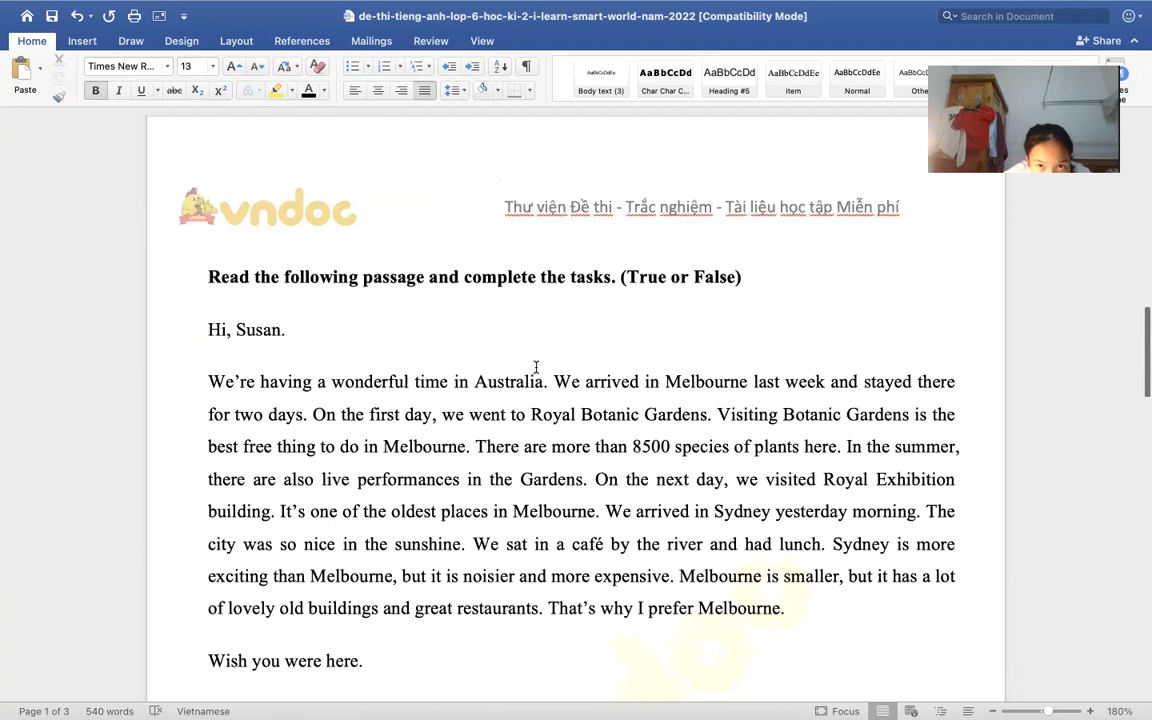 de-thi-tieng-anh-lop-6-hoc-ki-2-i-learn-smart-world-nam-2022 [Compatibility Mode]
Search in Document
Home Insert Draw Design Layout References Mailings Review View
Share
Paste
Times New R... 13
AaBbCcDdEe AaBbCcDd AaBbCcDd AaBbCcDdEe AaBbCcDdEe AaBbCcD
Body text (3) Char Char C... Heading #5 item Normal
vndoc
Thư viện Đề thi - Trắc nghiệm - Tài liệu học tập Miễn phí
Read the following passage and complete the tasks. (True or False)
Hi, Susan.
We’re having a wonderful time in Australia. We arrived in Melbourne last week and stayed there
for two days. On the first day, we went to Royal Botanic Gardens. Visiting Botanic Gardens is the
best free thing to do in Melbourne. There are more than 8500 species of plants here. In the summer,
there are also live performances in the Gardens. On the next day, we visited Royal Exhibition
building. It’s one of the oldest places in Melbourne. We arrived in Sydney yesterday morning. The
city was so nice in the sunshine. We sat in a café by the river and had lunch. Sydney is more
exciting than Melbourne, but it is noisier and more expensive. Melbourne is smaller, but it has a lot
of lovely old buildings and great restaurants. That’s why I prefer Melbourne.
Wish you were here.
Page 1 of 3 540 words Vietnamese Focus 180%